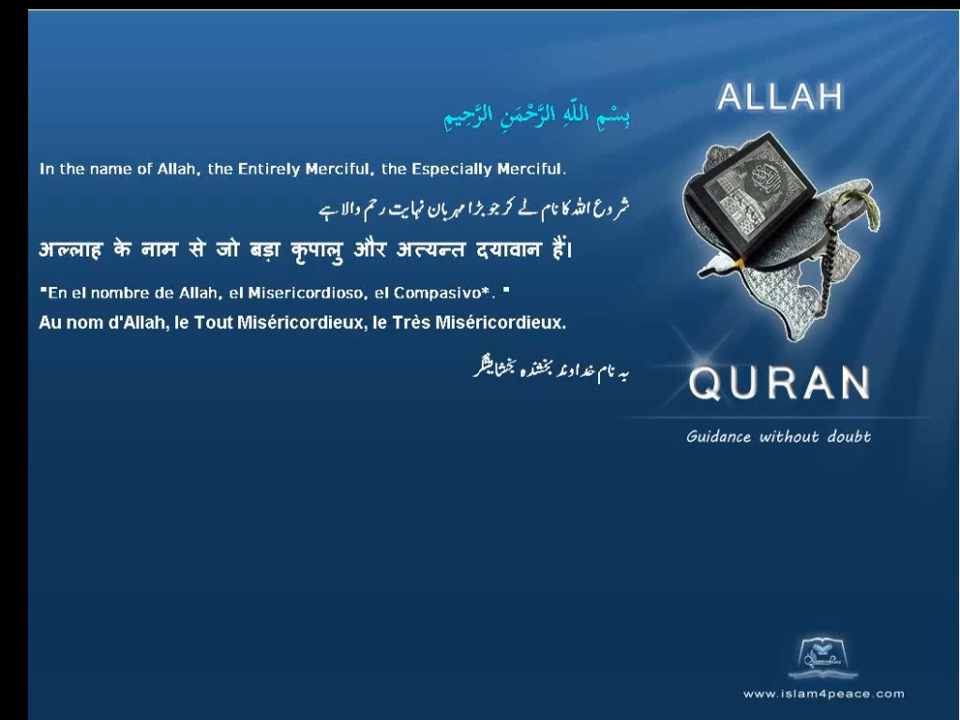 بِسْمِ اللَّهِ الرَّحْمَنِ الرَّحِيمِ
In the name of Allah, the Entirely Merciful, the Especially Merciful.
شروع الله کا نام لے کر جو بڑا مہربان نہایت رحم والا ہے
अल्लाह के नाम से जो बड़ा कृपालु और अत्यन्त दयावान हैं।
"En el nombre de Allah, el Misericordioso, el Compasivo*. "
Au nom d'Allah, le Tout Miséricordieux, le Très Miséricordieux.
به نام خداوند بخشنده بخشایشگر
ALLAH
QURAN
Guidance without doubt
www.islam4peace.com